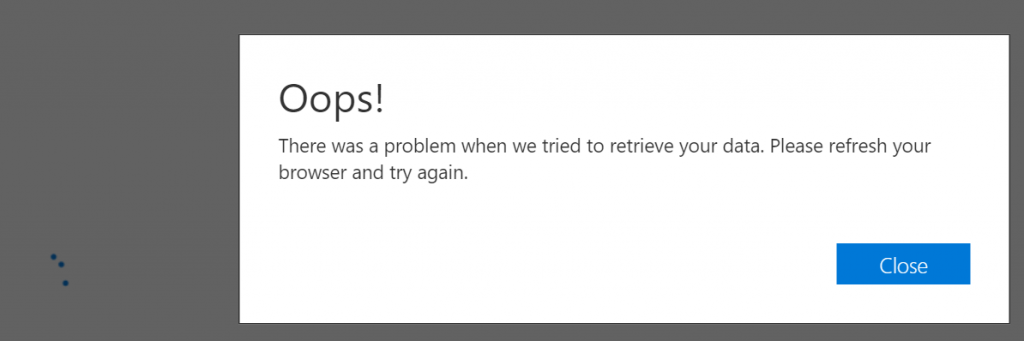 Oops!
There was a problem when we tried to retrieve your data. Please refresh your
browser and try again.
Close